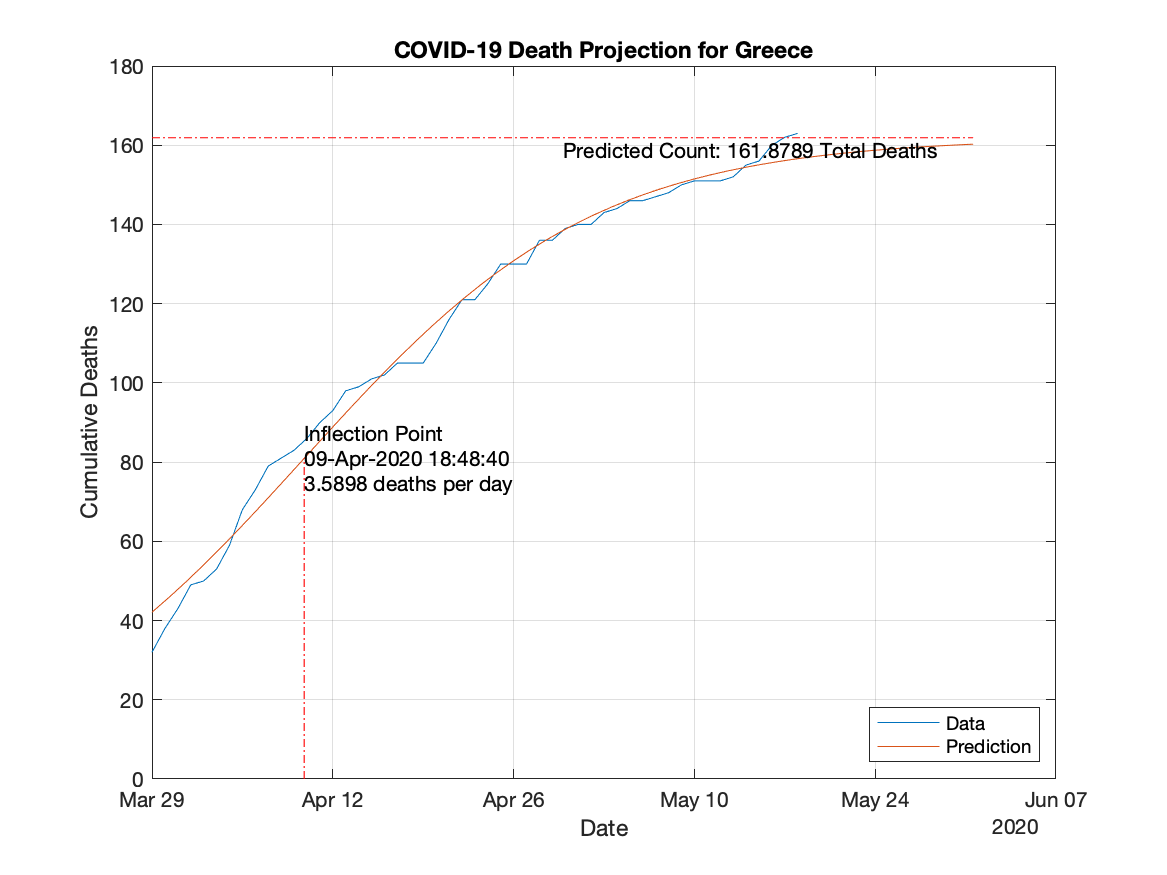 COVID-19 Death Projection for Greece
180
160
140
120
100
80
60
40
20
0
Cumulative Deaths
Predicted Count: 161.8789 Total Deaths
Inflection Point
09-Apr-2020 18:48:40
3.5898 deaths per day
Data
Prediction
Mar 29 Apr 12 Apr 26 May 10 May 24 Jun 07
Date
2020